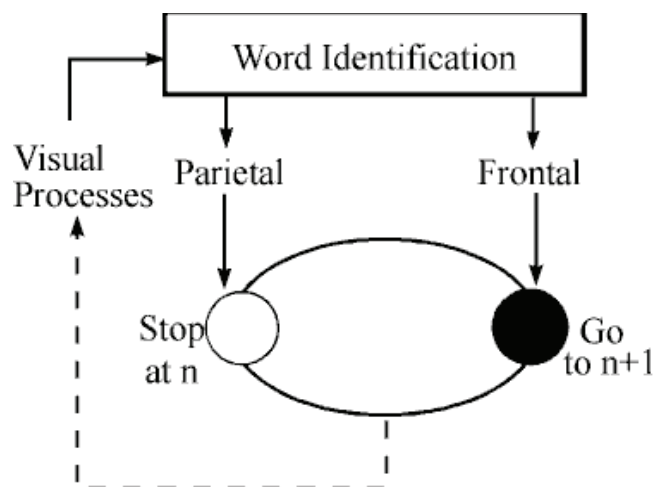 Word Identification
Visual
Processes
Parietal
Frontal
Stop
at n
Go
to n+1